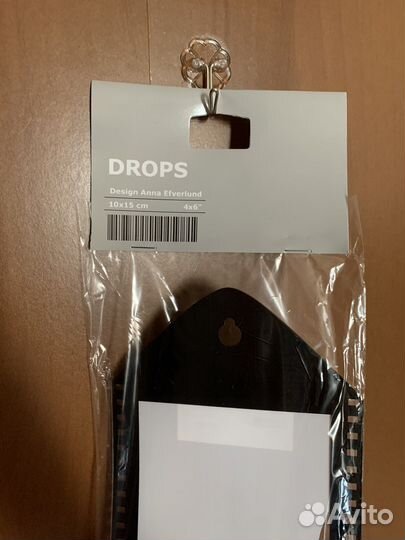 DROPS
Design Anna Efverlund
10x15 cm 4x6"
Avito